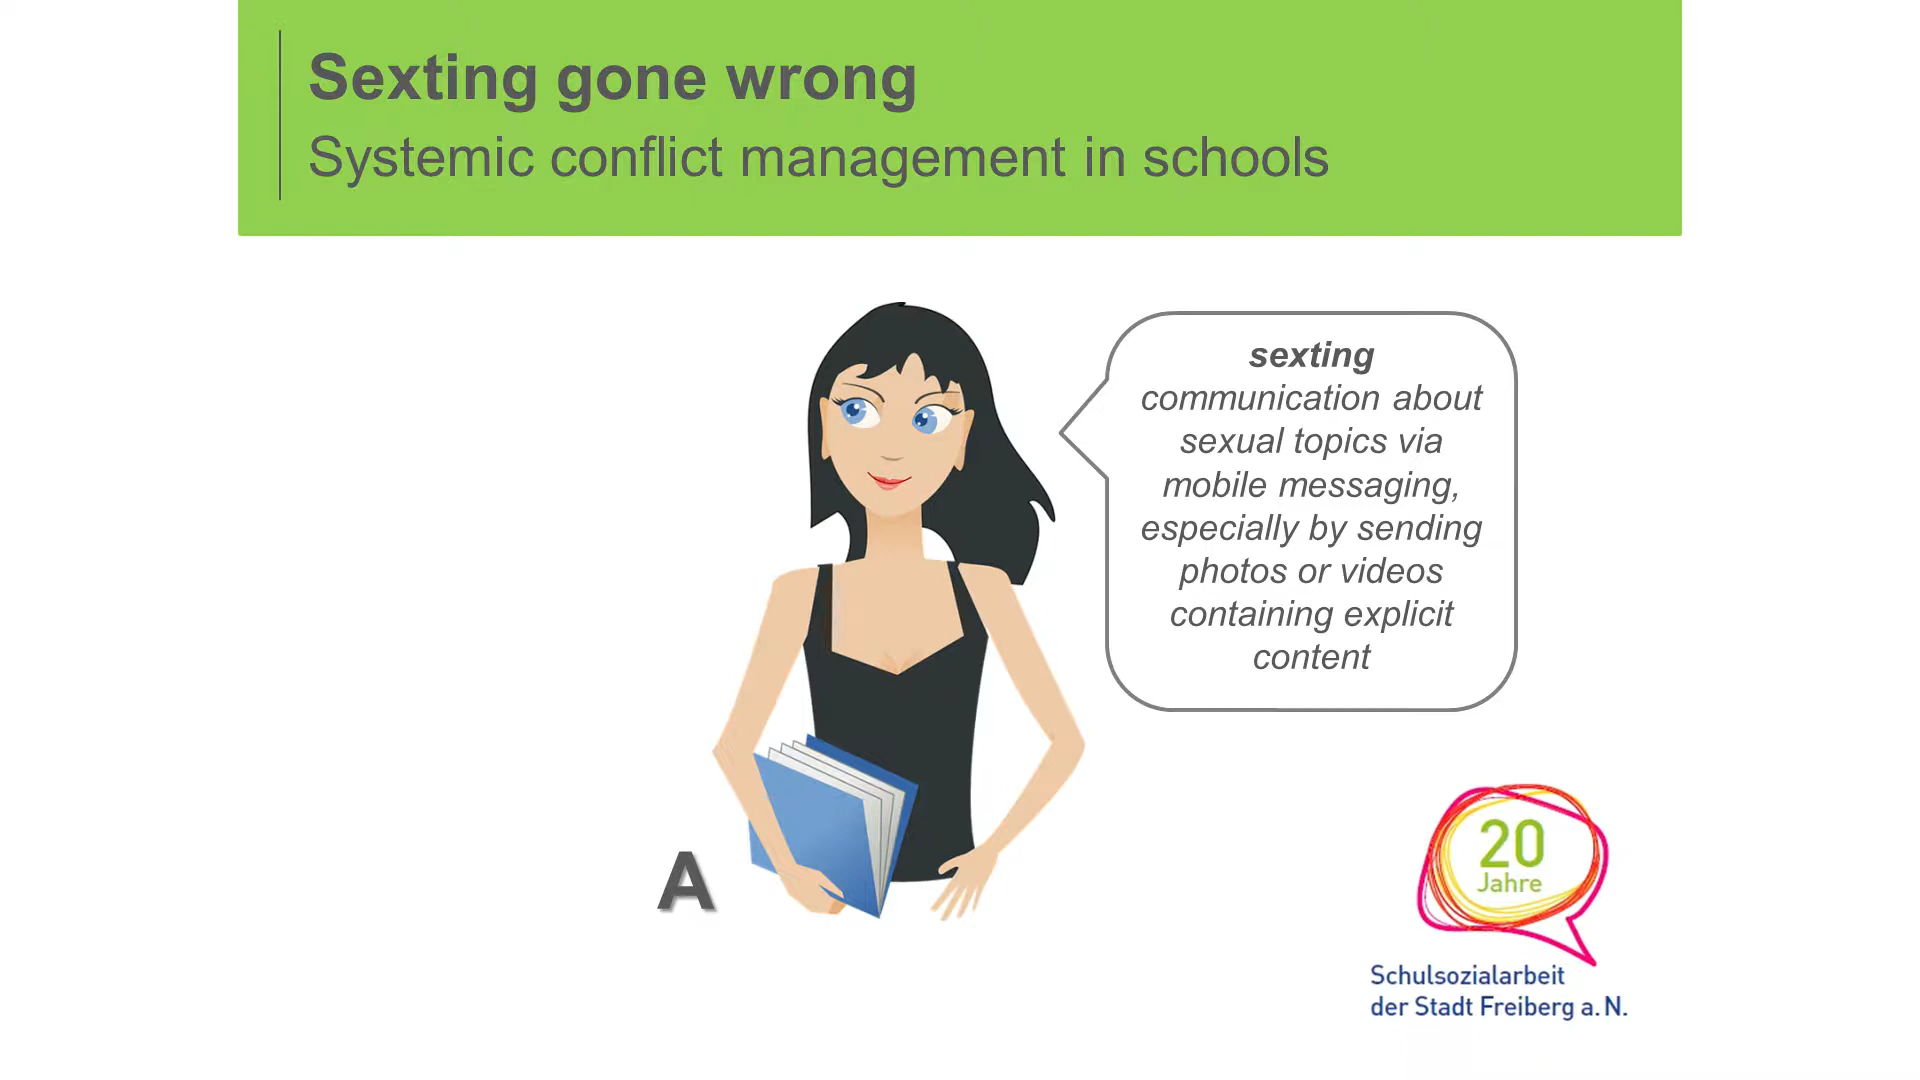 Sexting gone wrong
Systemic conflict management in schools
sexting
communication about
sexual topics via
mobile messaging,
especially by sending
photos or videos
containing explicit
content
A
20
Jahre
Schulsozialarbeit
der Stadt Freiberg a. N.